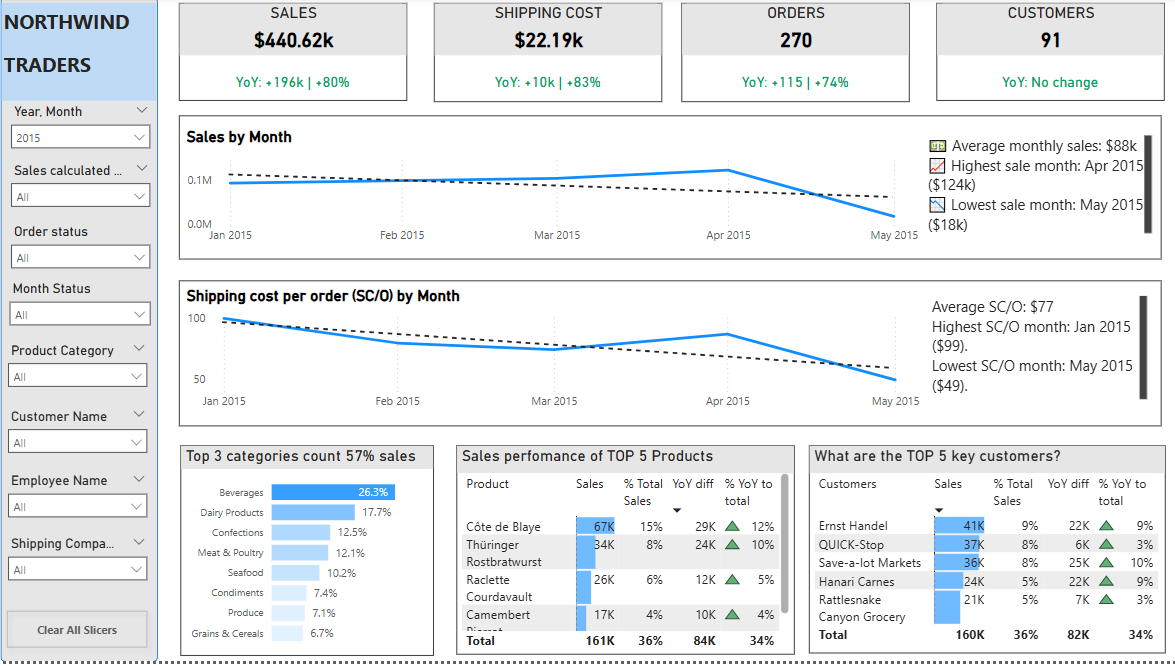 NORTHWIND
TRADERS
Year, Month
2015
Sales calculated ...
All
Order status
All
Month Status
All
Product Category
All
Customer Name
All
Employee Name
All
Shipping Compa...
All
Clear All Slicers
SALES
$440.62k
YoY: +196k | +80%
SHIPPING COST
$22.19k
YoY: +10k | +83%
ORDERS
270
YoY: +115 | +74%
CUSTOMERS
91
YoY: No change
Sales by Month
0.1M
0.0M
Jan 2015 Feb 2015 Mar 2015 Apr 2015 May 2015
Average monthly sales: $88k
Highest sale month: Apr 2015
($124k)
Lowest sale month: May 2015
($18k)
Shipping cost per order (SC/O) by Month
100
50
Jan 2015 Feb 2015 Mar 2015 Apr 2015 May 2015
Average SC/O: $77
Highest SC/O month: Jan 2015
($99).
Lowest SC/O month: May 2015
($49).
Top 3 categories count 57% sales
Beverages 26.3%
Dairy Products 17.7%
Confections 12.5%
Meat & Poultry 12.1%
Seafood 10.2%
Condiments 7.4%
Produce 7.1%
Grains & Cereals 6.7%
Sales perfomance of TOP 5 Products
Product Sales % Total YoY diff % YoY to
Sales total
Côte de Blaye 67K 15% 29K 12%
Thüringer 34K 8% 24K 10%
Rostbratwurst
Raclette 26K 6% 12K 5%
Courdavault
Camembert 17K 4% 10K 4%
Total 161K 36% 84K 34%
What are the TOP 5 key customers?
Customers Sales % Total YoY diff % YoY to
Sales total
Ernst Handel 41K 9% 22K 9%
QUICK-Stop 37K 8% 6K 3%
Save-a-lot Markets 36K 8% 25K 10%
Hanari Carnes 24K 5% 22K 9%
Rattlesnake 21K 5% 7K 3%
Canyon Grocery
Total 160K 36% 82K 34%